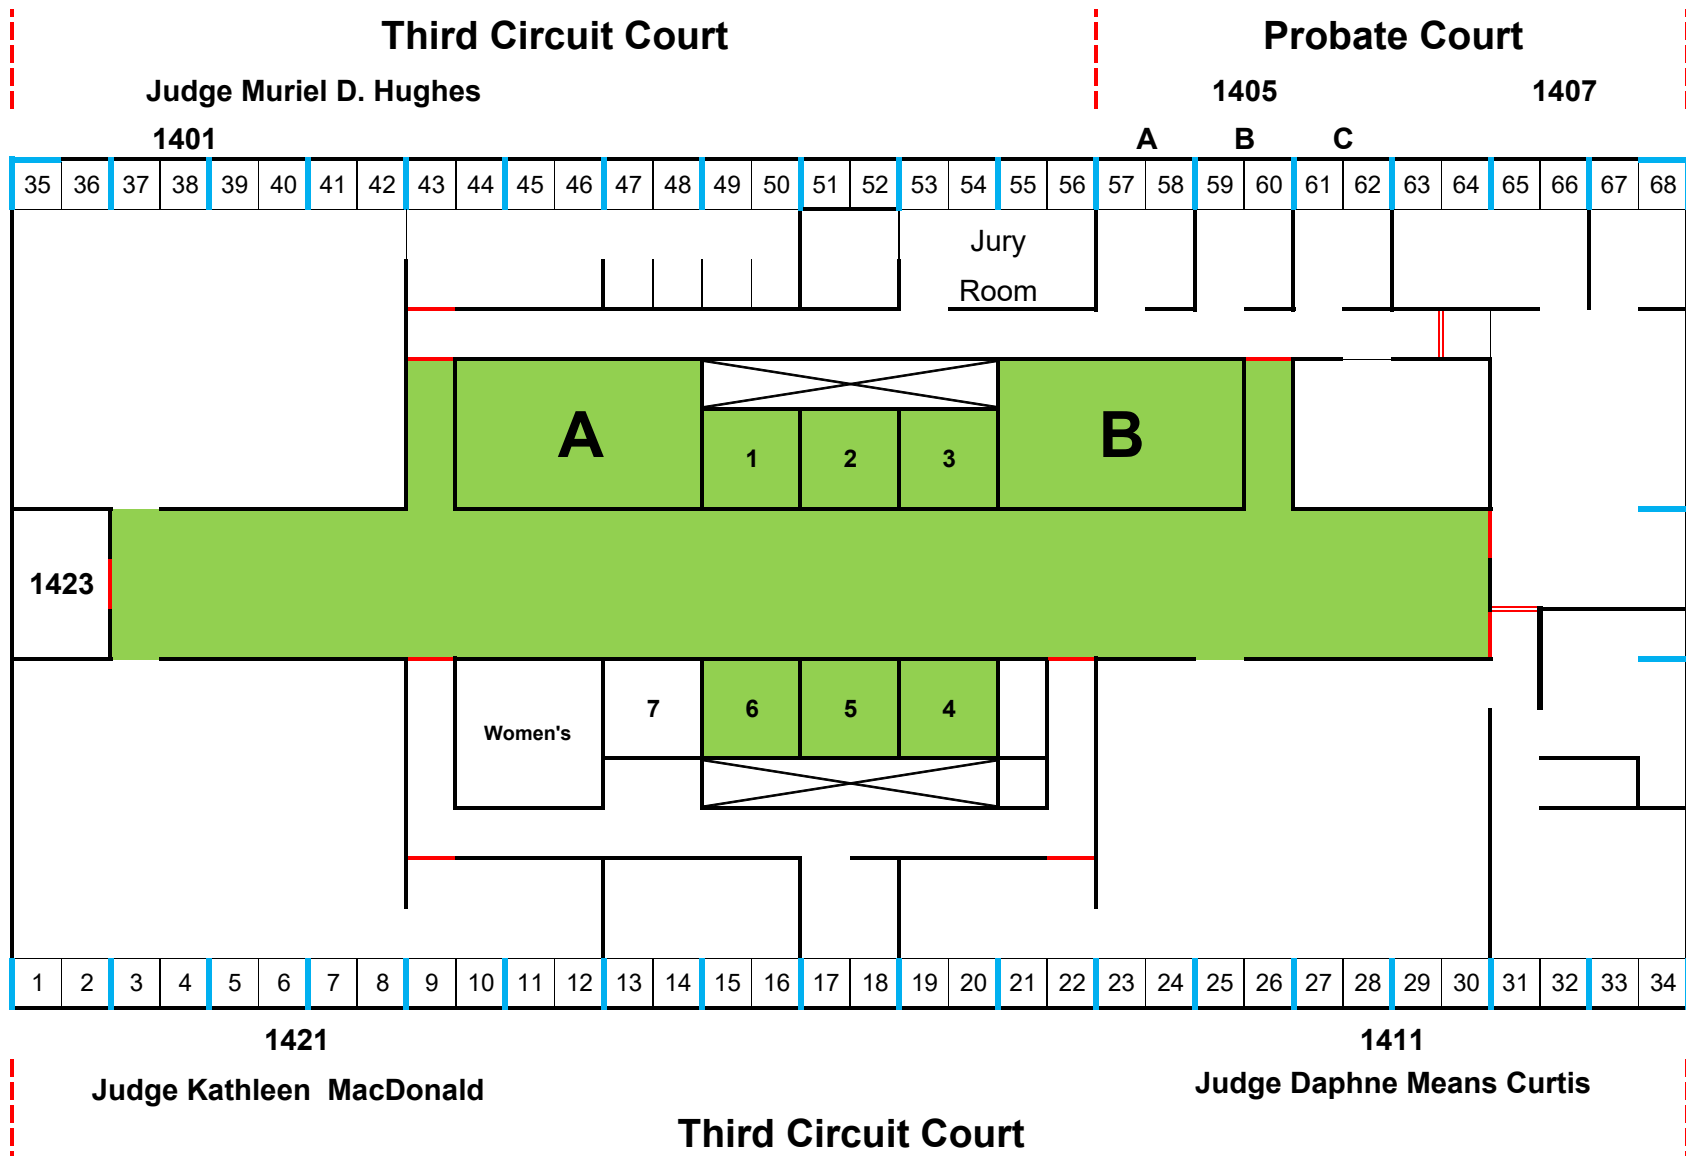 Third Circuit Court Probate Court
Judge Muriel D. Hughes 1405 1407
1401 A B C
35 36 37 38 39 40 41 42 43 44 45 46 47 48 49 50 51 52 53 54 55 56 57 58 59 60 61 62 63 64 65 66 67 68
Jury
Room
A B
1 2 3
1423
7 6 5 4
Women's
1 2 3 4 5 6 7 8 9 10 11 12 13 14 15 16 17 18 19 20 21 22 23 24 25 26 27 28 29 30 31 32 33 34
1421 1411
Judge Kathleen  MacDonald Judge Daphne Means Curtis
Third Circuit Court